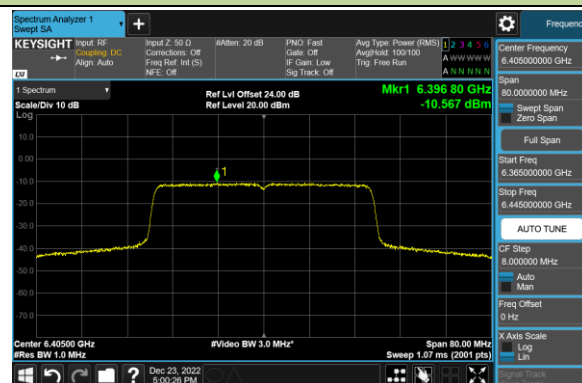 Spectrum Analyzer 1
Swept SA
+
Frequen
KEYSIGHT
Input: RF
Coupling: DC
Align: Auto
Input Z: 50 Ω
Corrections: Off
Freq Ref: Int (S)
NFE: Off
#Atten: 20 dB
PNO: Fast
Gate: Off
IF Gain: Low
Sig Track: Off
Avg Type: Power (RMS)
Avg|Hold: 100/100
Trig: Free Run
1 2 3 4 5 6
A W W W W W
A N N N N N
LXI
1 Spectrum
Scale/Div 10 dB
Log
Ref Lvl Offset 24.00 dB
Ref Level 20.00 dBm
Mkr1 6.396 80 GHz
-10.567 dBm
10.0
0.00
-10.0
-20.0
-30.0
-40.0
-50.0
-60.0
-70.0
1
Center 6.40500 GHz
#Res BW 1.0 MHz
#Video BW 3.0 MHz*
Span 80.00 MHz
Sweep 1.07 ms (2001 pts)
Center Frequency
6.405000000 GHz
Span
80.0000000 MHz
Swept Span
Zero Span
Full Span
Start Freq
6.365000000 GHz
Stop Freq
6.445000000 GHz
AUTO TUNE
CF Step
8.000000 MHz
Auto
Man
Freq Offset
0 Hz
X Axis Scale
Log
Lin
Signal Track
?
Dec 23, 2022
5:00:26 PM